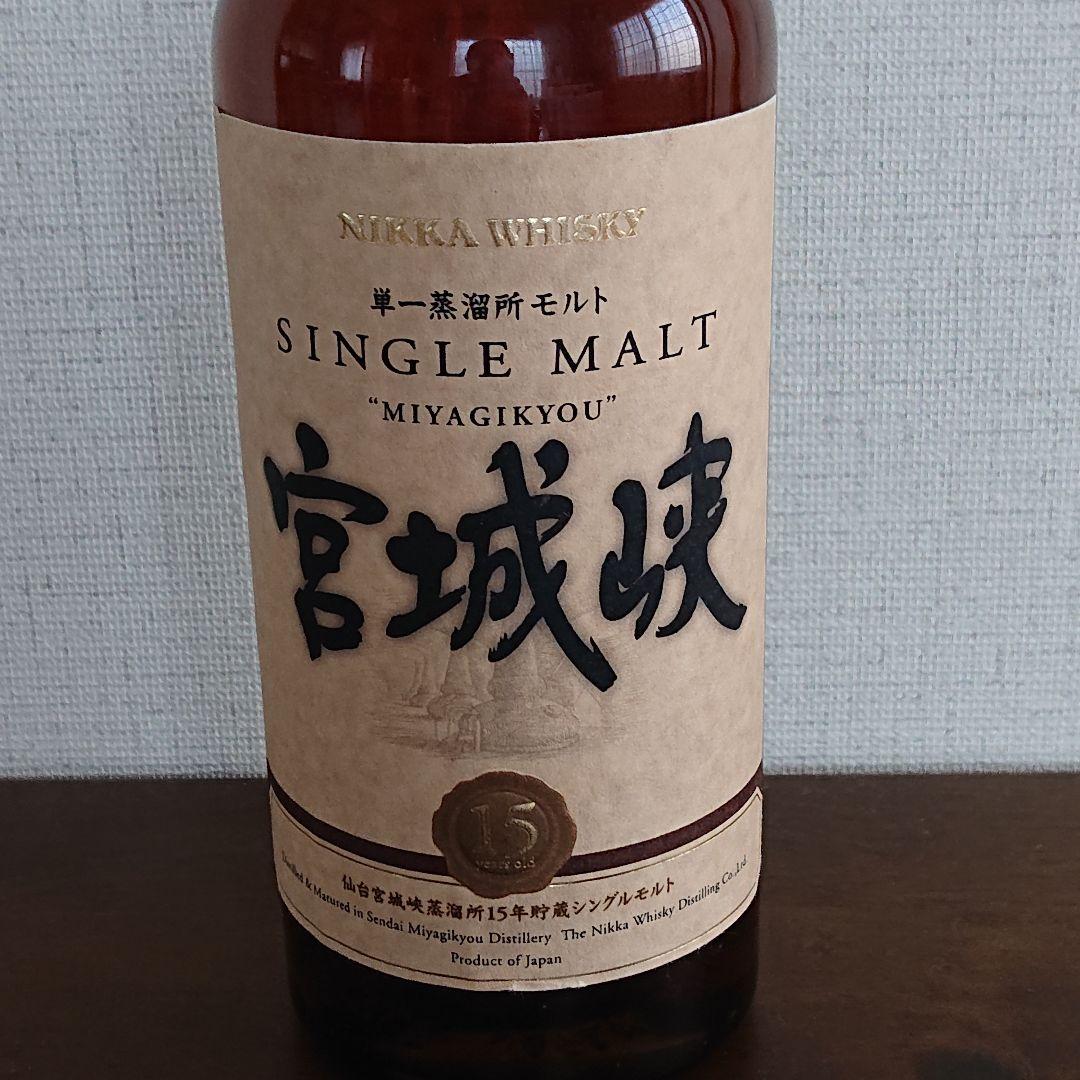 NIKKA WHISKY
単一蒸溜所モルト
SINGLE MALT
“MIYAGIKYOU”
宮城峡
15
years old
仙台宮城峡蒸溜所15年貯蔵シングルモルト
Distilled & Matured in Sendai Miyagikyou Distillery The Nikka Whisky Distilling Co.,Ltd.
Product of Japan